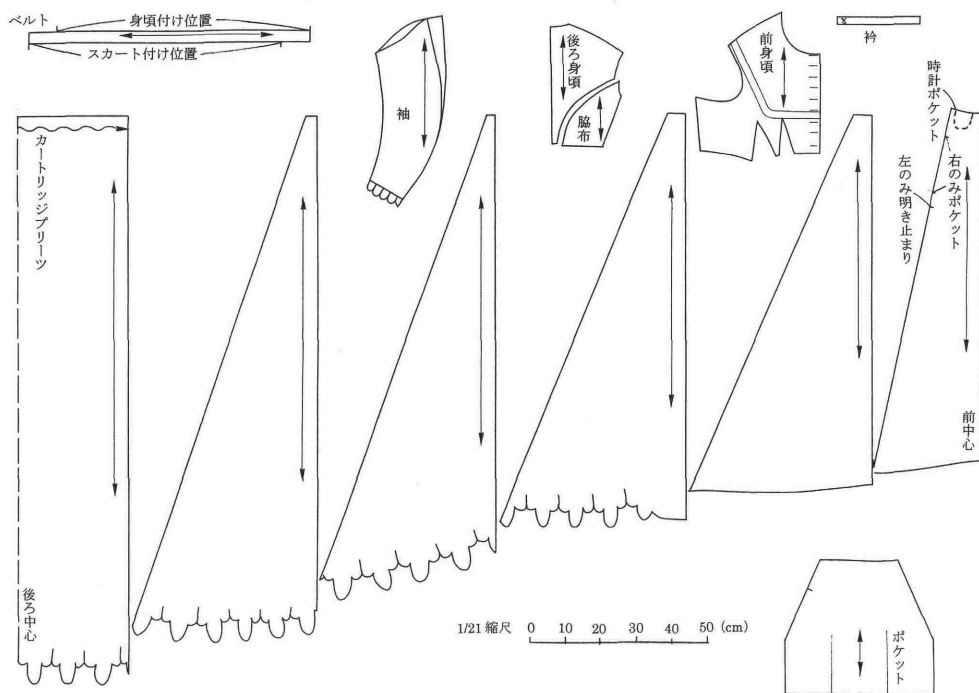 ベルト
身頃付け位置
スカート付け位置
袖
後ろ身頃
脇布
前身頃
x
衿
時計ポケット
右のみポケット
左のみ明き止まり
前中心
カートリッジプリーツ
後ろ中心
1/21 縮尺 0 10 20 30 40 50 (cm)
ポケット